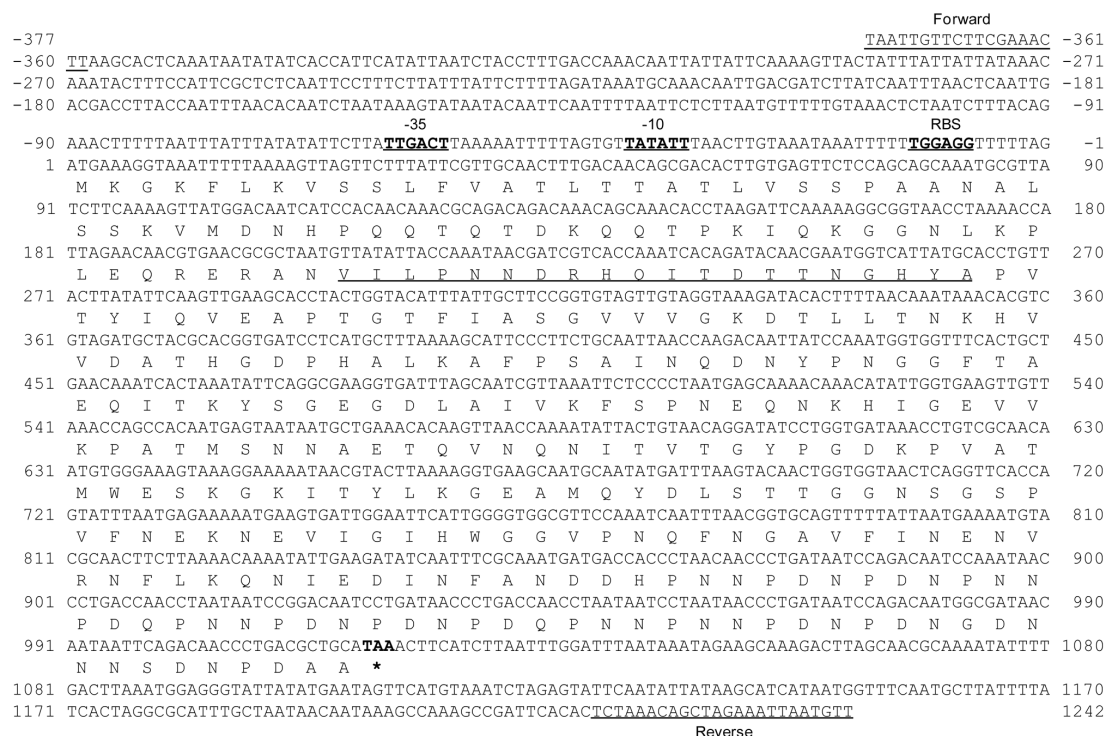 Forward
-377 TAATTGTTCTTCGAAAC -361
-360 TTAAGCACTCAAATAATATATCACCATTCATATTAATCTACCTTTGACCAAACAATTATTATTCAAAAGTTACTATTTATTATTATAAAC -271
-270 AAATACTTTCCATTCGCTCTCAATTCCTTTCTTATTTATTCTTTTAGATAAATGCAAACAATTGACGATCTTATCAATTTAACTCAATTG -181
-180 ACGACCTTACCAATTTAACACAATCTAATAAAGTATAATACAATTCAATTTTAATTCTCTTAATGTTTTTGTAAACTCTAATCTTTACAG -91
-35 -10 RBS
-90 AAACTTTTTAATTTATTTATATATTCTTATTGACTTAAAAATTTTTAGTGTTATATTTAACTTGTAAATAAATTTTTTGGAGGTTTTTAG -1
1 ATGAAAGGTAAATTTTTAAAAGTTAGTTCTTTATTCGTTGCAACTTTGACAACAGCGACACTTGTGAGTTCTCCAGCAGCAAATGCGTTA 90
M K G K F L K V S S L F V A T L T T A T L V S S P A A N A L
91 TCTTCAAAAGTTATGGACAATCATCCACAACAAACGCAGACAGACAAACAGCAAACACCTAAGATTCAAAAAGGCGGTAACCTAAAACCA 180
S S K V M D N H P Q Q T Q T D K Q Q T P K I Q K G G N L K P
181 TTAGAACAACGTGAACGCGCTAATGTTATATTACCAAATAACGATCGTCACCAAATCACAGATACAACGAATGGTCATTATGCACCTGTT 270
L E Q R E R A N V I L P N N D R H Q I T D T T N G H Y A P V
271 ACTTATATTCAAGTTGAAGCACCTACTGGTACATTTATTGCTTCCGGTGTAGTTGTAGGTAAAGATACACTTTTAACAAATAAACACGTC 360
T Y I Q V E A P T G T F I A S G V V V G K D T L L T N K H V
361 GTAGATGCTACGCACGGTGATCCTCATGCTTTAAAAGCATTCCCTTCTGCAATTAACCAAGACAATTATCCAAATGGTGGTTTCACTGCT 450
V D A T H G D P H A L K A F P S A I N Q D N Y P N G G F T A
451 GAACAAATCACTAAATATTCAGGCGAAGGTGATTTAGCAATCGTTAAATTCTCCCCTAATGAGCAAAACAAACATATTGGTGAAGTTGTT 540
E Q I T K Y S G E G D L A I V K F S P N E Q N K H I G E V V
541 AAACCAGCCACAATGAGTAATAATGCTGAAACACAAGTTAACCAAAATATTACTGTAACAGGATATCCTGGTGATAAACCTGTCGCAACA 630
K P A T M S N N A E T Q V N Q N I T V T G Y P G D K P V A T
631 ATGTGGGAAAGTAAAGGAAAAATAACGTACTTAAAAGGTGAAGCAATGCAATATGATTTAAGTACAACTGGTGGTAACTCAGGTTCACCA 720
M W E S K G K I T Y L K G E A M Q Y D L S T T G G N S G S P
721 GTATTTAATGAGAAAAATGAAGTGATTGGAATTCATTGGGGTGGCGTTCCAAATCAATTTAACGGTGCAGTTTTTATTAATGAAAATGTA 810
V F N E K N E V I G I H W G G V P N Q F N G A V F I N E N V
811 CGCAACTTCTTAAAACAAAATATTGAAGATATCAATTTCGCAAATGATGACCACCCTAACAACCCTGATAATCCAGACAATCCAAATAAC 900
R N F L K Q N I E D I N F A N D D H P N N P D N P D N P N N
901 CCTGACCAACCTAATAATCCGGACAATCCTGATAACCCTGACCAACCTAATAATCCTAATAACCCTGATAATCCAGACAATGGCGATAAC 990
P D Q P N N P D N P D N P D Q P N N P N N P D N P D N G D N
991 AATAATTCAGACAACCCTGACGCTGCATAAACTTCATCTTAATTTGGATTTAATAAATAGAAGCAAAGACTTAGCAACGCAAAATATTTT 1080
N N S D N P D A A *
1081 GACTTAAATGGAGGGTATTATATGAATAGTTCATGTAAATCTAGAGTATTCAATATTATAAGCATCATAATGGTTTCAATGCTTATTTTA 1170
1171 TCACTAGGCGCATTTGCTAATAACAATAAAGCCAAAGCCGATTCACACTCTAAACAGCTAGAAATTAATGTT 1242
Reverse